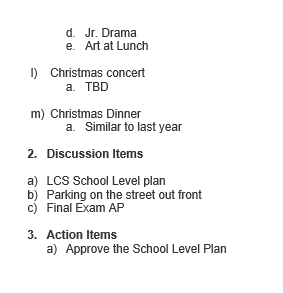 d. Jr. Drama
e. Art at Lunch
l) Christmas concert
a. TBD
m) Christmas Dinner
a. Similar to last year
2. Discussion Items
a) LCS School Level plan
b) Parking on the street out front
c) Final Exam AP
3. Action Items
a) Approve the School Level Plan